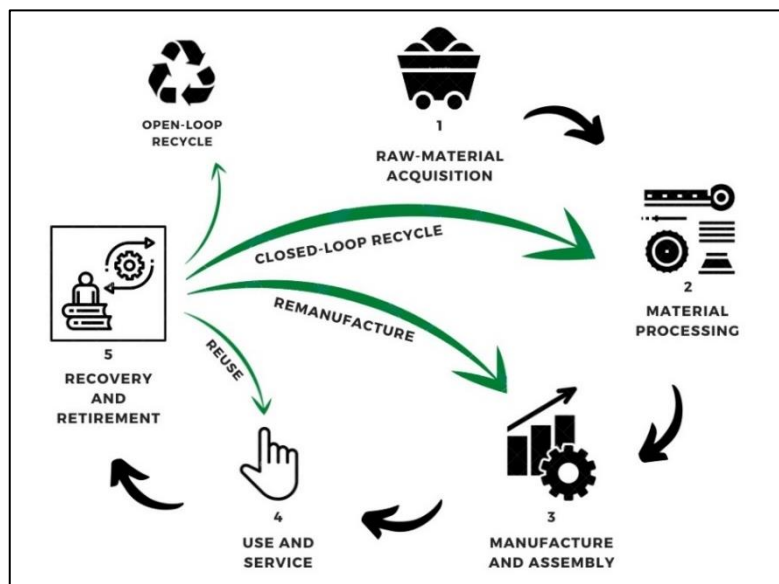 OPEN-LOOP
RECYCLE
1
RAW-MATERIAL
ACQUISITION
CLOSED-LOOP RECYCLE
2
MATERIAL
PROCESSING
REMANUFACTURE
REUSE
5
RECOVERY
AND
RETIREMENT
4
USE AND
SERVICE
3
MANUFACTURE
AND ASSEMBLY